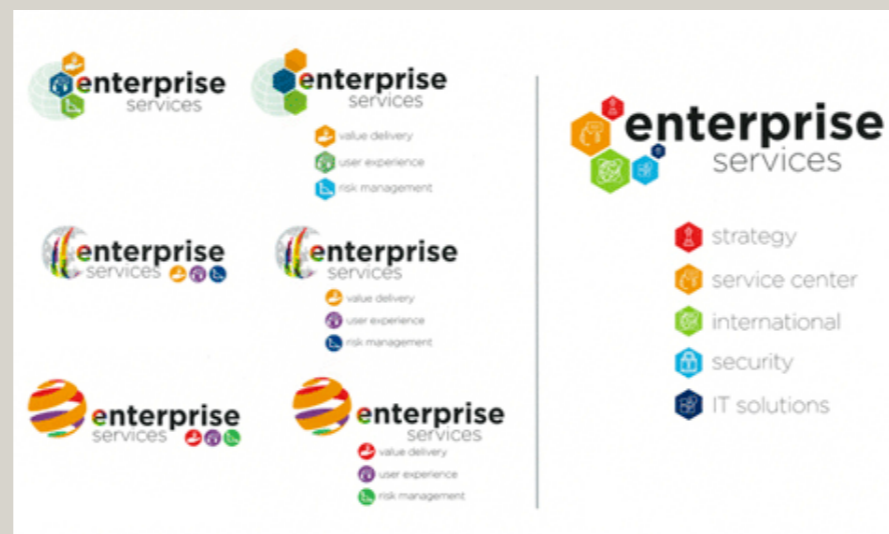 enterprise
services
enterprise
services
value delivery
user experience
risk management
enterprise
services
enterprise
services
value delivery
user experience
risk management
enterprise
services
enterprise
services
value delivery
user experience
risk management
enterprise
services
strategy
service center
international
security
IT solutions